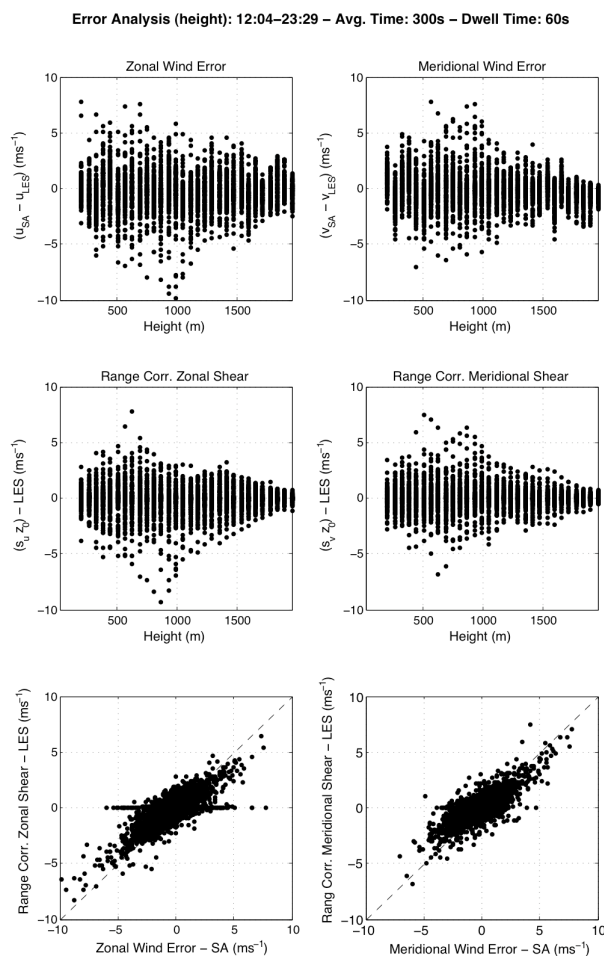 Error Analysis (height): 12:04–23:29 – Avg. Time: 300s – Dwell Time: 60s
Zonal Wind Error
(u_SA – u_LES) (ms⁻¹)
10
5
0
−5
−10
500 1000 1500
Height (m)
Meridional Wind Error
(v_SA – v_LES) (ms⁻¹)
10
5
0
−5
−10
500 1000 1500
Height (m)
Range Corr. Zonal Shear
(s_u z_0) – LES (ms⁻¹)
10
5
0
−5
−10
500 1000 1500
Height (m)
Range Corr. Meridional Shear
(s_v z_0) – LES (ms⁻¹)
10
5
0
−5
−10
500 1000 1500
Height (m)
Range Corr. Zonal Shear – LES (ms⁻¹)
10
5
0
−5
−10
−10 −5 0 5 10
Zonal Wind Error – SA (ms⁻¹)
Rang Corr. Meridional Shear – LES (ms⁻¹)
10
5
0
−5
−10
−10 −5 0 5 10
Meridional Wind Error – SA (ms⁻¹)